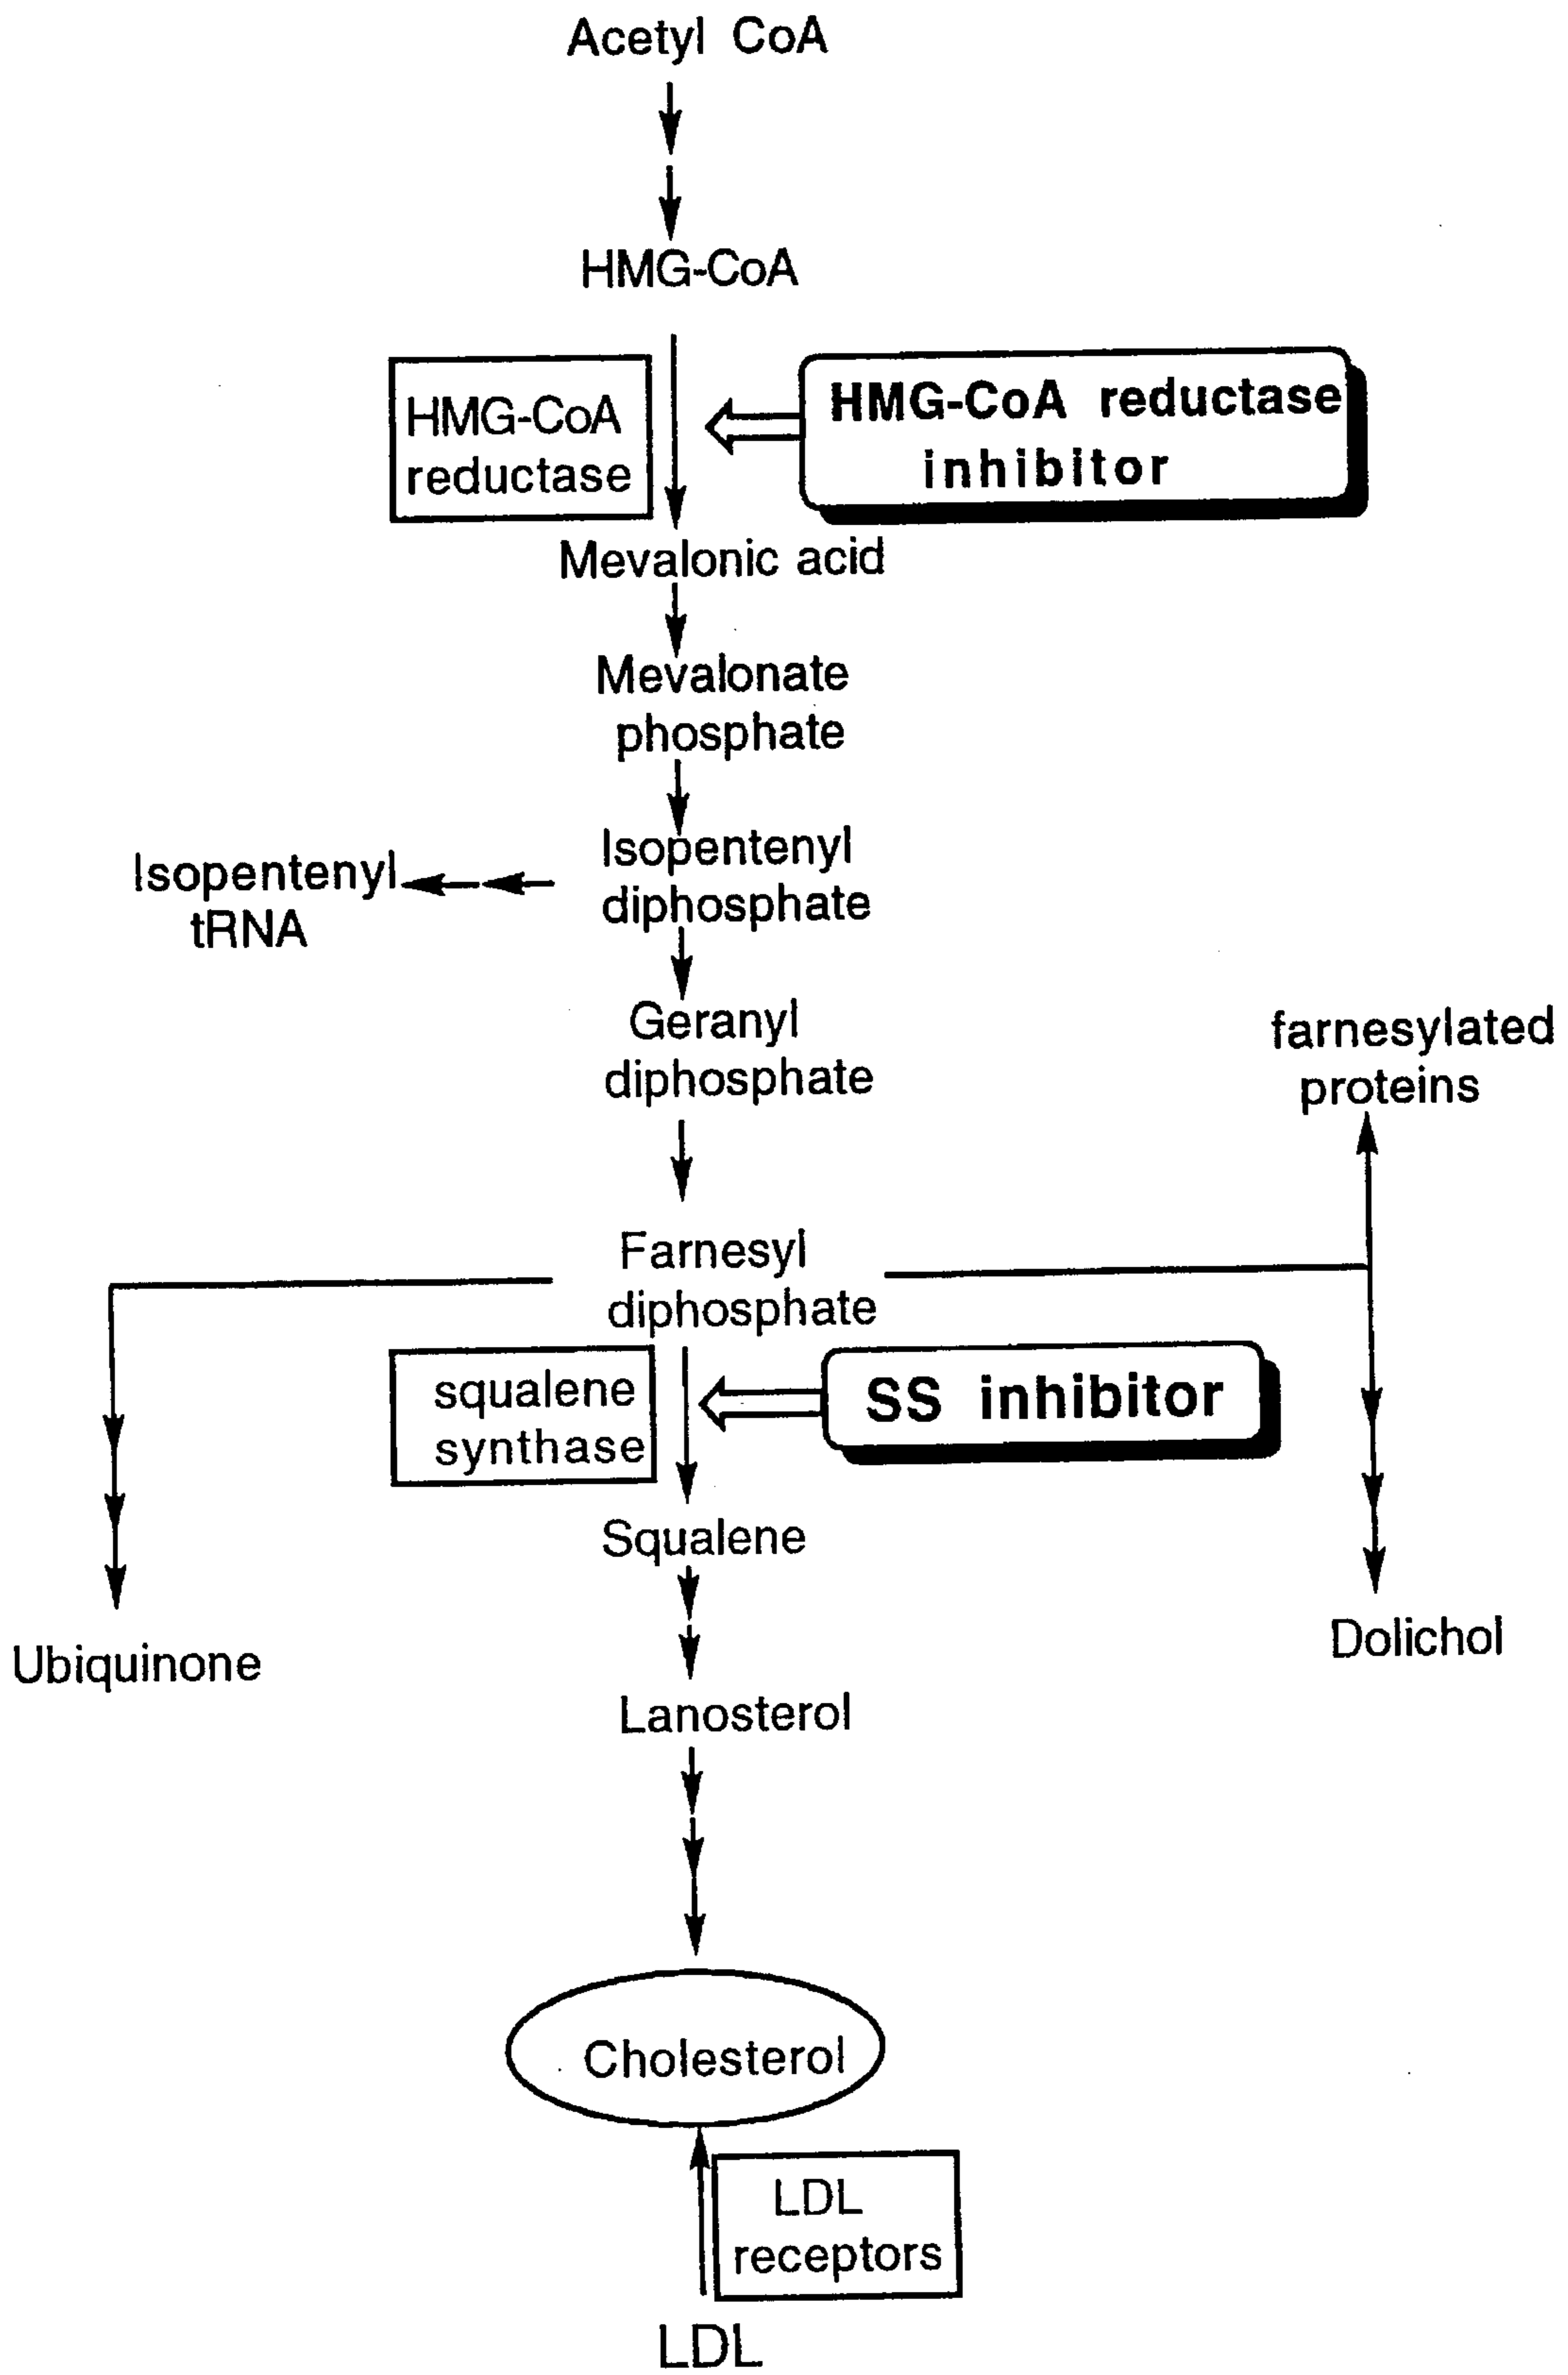 Acetyl CoA
HMG-CoA
HMG-CoA
reductase
HMG-CoA reductase
inhibitor
Mevalonic acid
Mevalonate
phosphate
Isopentenyl
diphosphate
Isopentenyl
tRNA
Geranyl
diphosphate
farnesylated
proteins
Farnesyl
diphosphate
squalene
synthase
SS inhibitor
Squalene
Ubiquinone
Dolichol
Lanosterol
Cholesterol
LDL
receptors
LDL